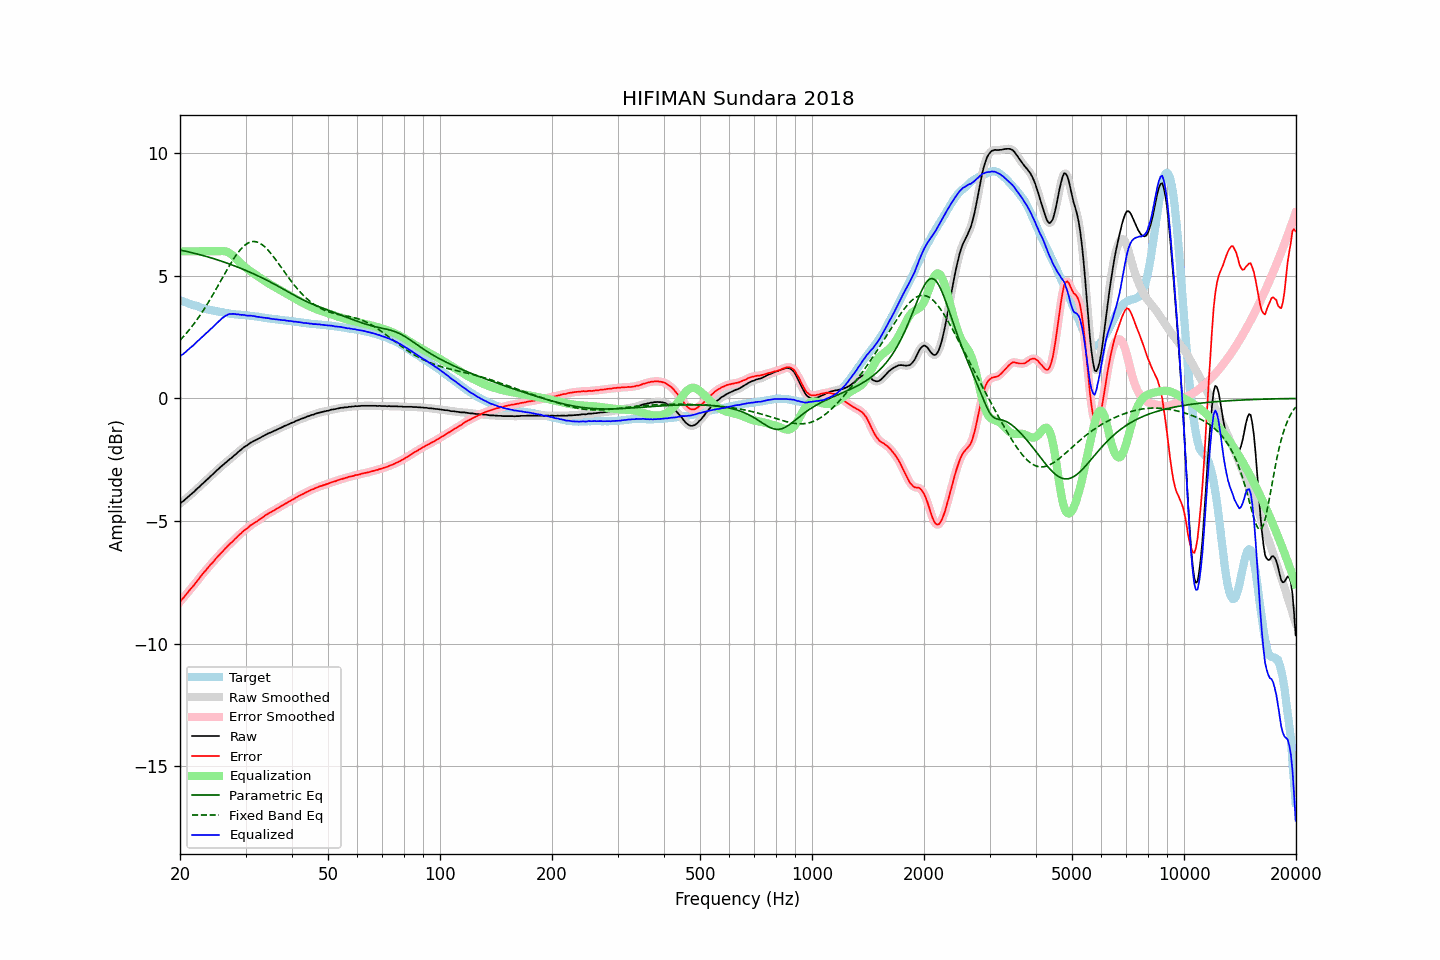 HIFIMAN Sundara 2018
10
5
0
−5
−10
−15
Amplitude (dBr)
Target
Raw Smoothed
Error Smoothed
Raw
Error
Equalization
Parametric Eq
Fixed Band Eq
Equalized
20 50 100 200 500 1000 2000 5000 10000 20000
Frequency (Hz)